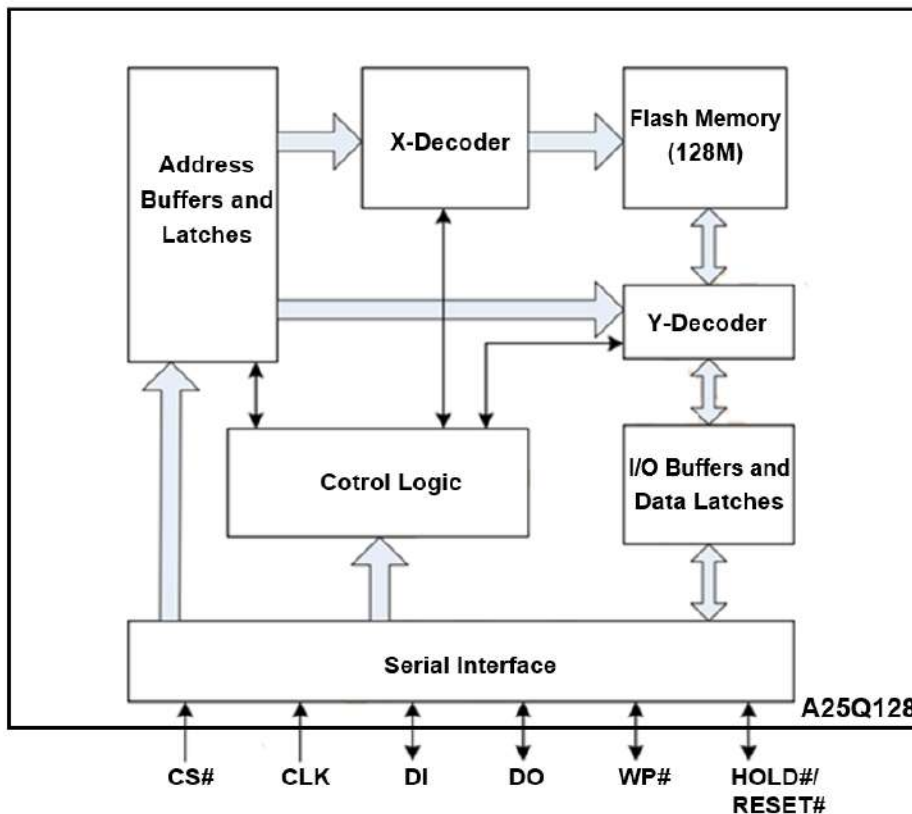 Address
Buffers and
Latches
X-Decoder
Flash Memory
(128M)
Y-Decoder
Cotrol Logic
I/O Buffers and
Data Latches
Serial Interface
A25Q128
CS#
CLK
DI
DO
WP#
HOLD#/
RESET#